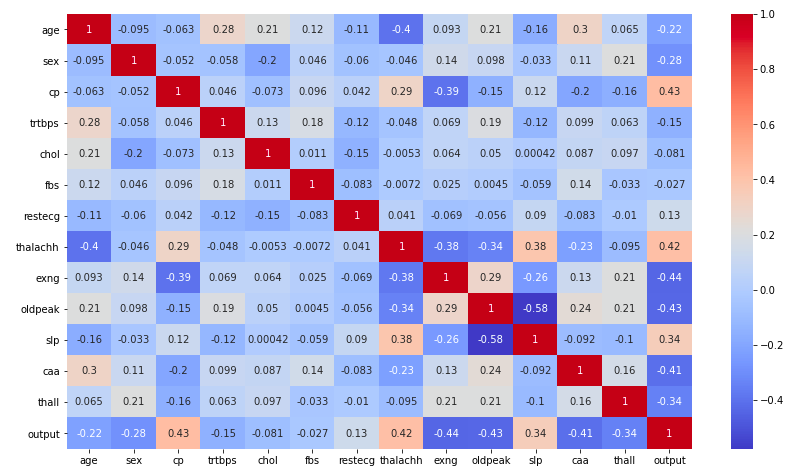 age 1 -0.095 -0.063 0.28 0.21 0.12 -0.11 -0.4 0.093 0.21 -0.16 0.3 0.065 -0.22
sex -0.095 1 -0.052 -0.058 -0.2 0.046 -0.06 -0.046 0.14 0.098 -0.033 0.11 0.21 -0.28
cp -0.063 -0.052 1 0.046 -0.073 0.096 0.042 0.29 -0.39 -0.15 0.12 -0.2 -0.16 0.43
trtbps 0.28 -0.058 0.046 1 0.13 0.18 -0.12 -0.048 0.069 0.19 -0.12 0.099 0.063 -0.15
chol 0.21 -0.2 -0.073 0.13 1 0.011 -0.15 -0.0053 0.064 0.05 0.00042 0.087 0.097 -0.081
fbs 0.12 0.046 0.096 0.18 0.011 1 -0.083 -0.0072 0.025 0.0045 -0.059 0.14 -0.033 -0.027
restecg -0.11 -0.06 0.042 -0.12 -0.15 -0.083 1 0.041 -0.069 -0.056 0.09 -0.083 -0.01 0.13
thalachh -0.4 -0.046 0.29 -0.048 -0.0053 -0.0072 0.041 1 -0.38 -0.34 0.38 -0.23 -0.095 0.42
exng 0.093 0.14 -0.39 0.069 0.064 0.025 -0.069 -0.38 1 0.29 -0.26 0.13 0.21 -0.44
oldpeak 0.21 0.098 -0.15 0.19 0.05 0.0045 -0.056 -0.34 0.29 1 -0.58 0.24 0.21 -0.43
slp -0.16 -0.033 0.12 -0.12 0.00042 -0.059 0.09 0.38 -0.26 -0.58 1 -0.092 -0.1 0.34
caa 0.3 0.11 -0.2 0.099 0.087 0.14 -0.083 -0.23 0.13 0.24 -0.092 1 0.16 -0.41
thall 0.065 0.21 -0.16 0.063 0.097 -0.033 -0.01 -0.095 0.21 0.21 -0.1 0.16 1 -0.34
output -0.22 -0.28 0.43 -0.15 -0.081 -0.027 0.13 0.42 -0.44 -0.43 0.34 -0.41 -0.34 1
age sex cp trtbps chol fbs restecg thalachh exng oldpeak slp caa thall output
1.0
0.8
0.6
0.4
0.2
0.0
−0.2
−0.4